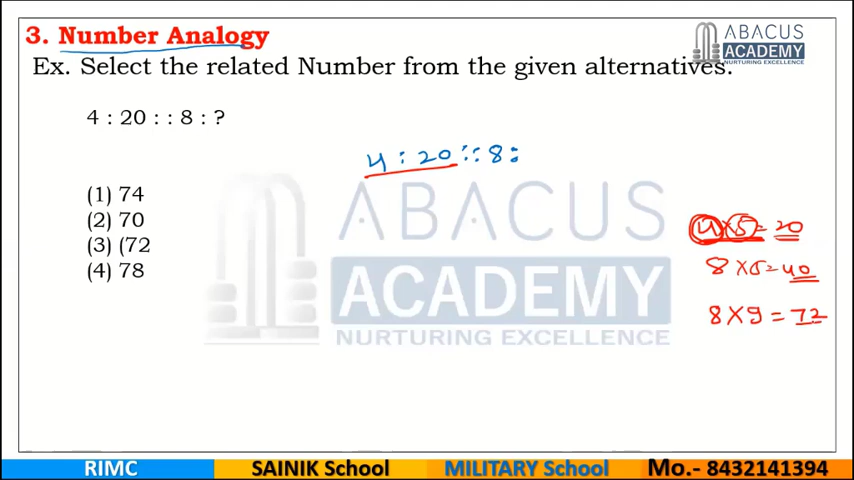 3. Number Analogy
ABACUS
ACADEMY
NURTURING EXCELLENCE
Ex. Select the related Number from the given alternatives.
4 : 20 : : 8 : ?
4 : 20 :: 8 :
(1) 74
(2) 70
(3) (72
(4) 78
4 × 5 = 20
8 × 5 = 40
8 × 9 = 72
ABACUS
ACADEMY
NURTURING EXCELLENCE
RIMC SAINIK School MILITARY School Mo.- 8432141394